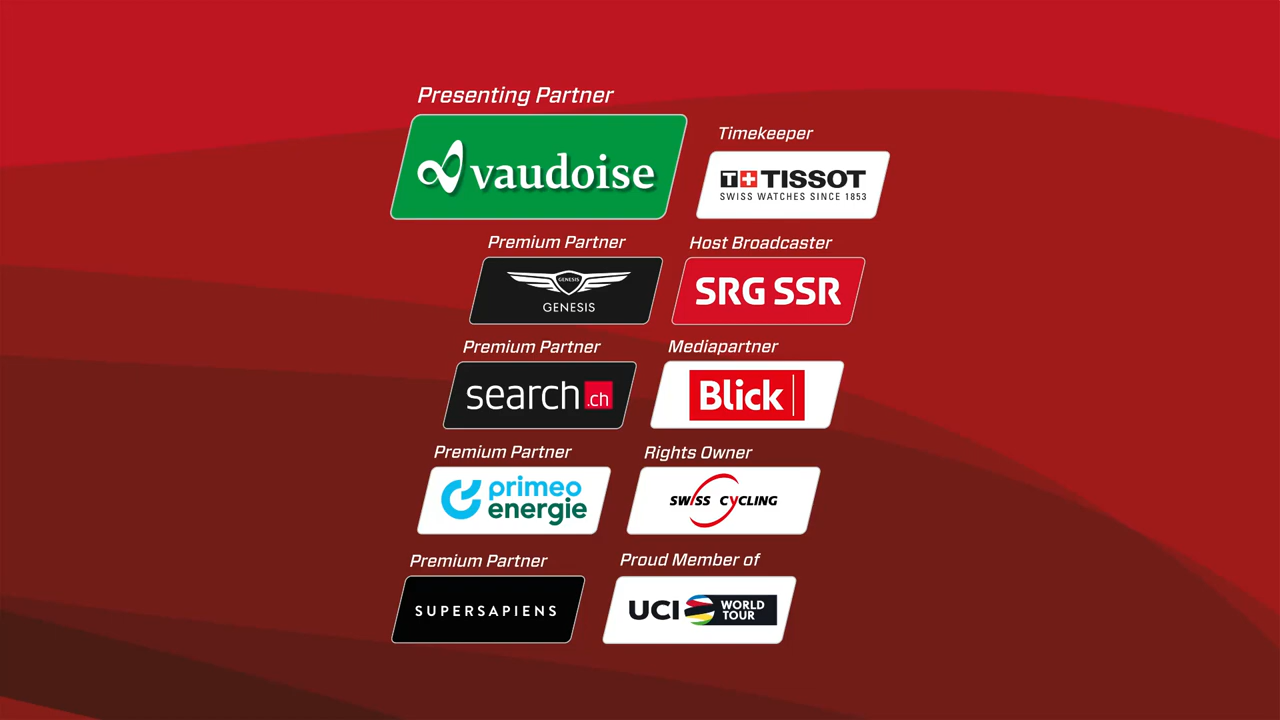 Presenting Partner
vaudoise
Timekeeper
T+ TISSOT
SWISS WATCHES SINCE 1853
Premium Partner
GENESIS
GENESIS
Host Broadcaster
SRG SSR
Premium Partner
search.ch
Mediapartner
Blick
Premium Partner
primeo
energie
Rights Owner
SWISS CYCLING
Premium Partner
SUPERSAPIENS
Proud Member of
UCI WORLD
TOUR